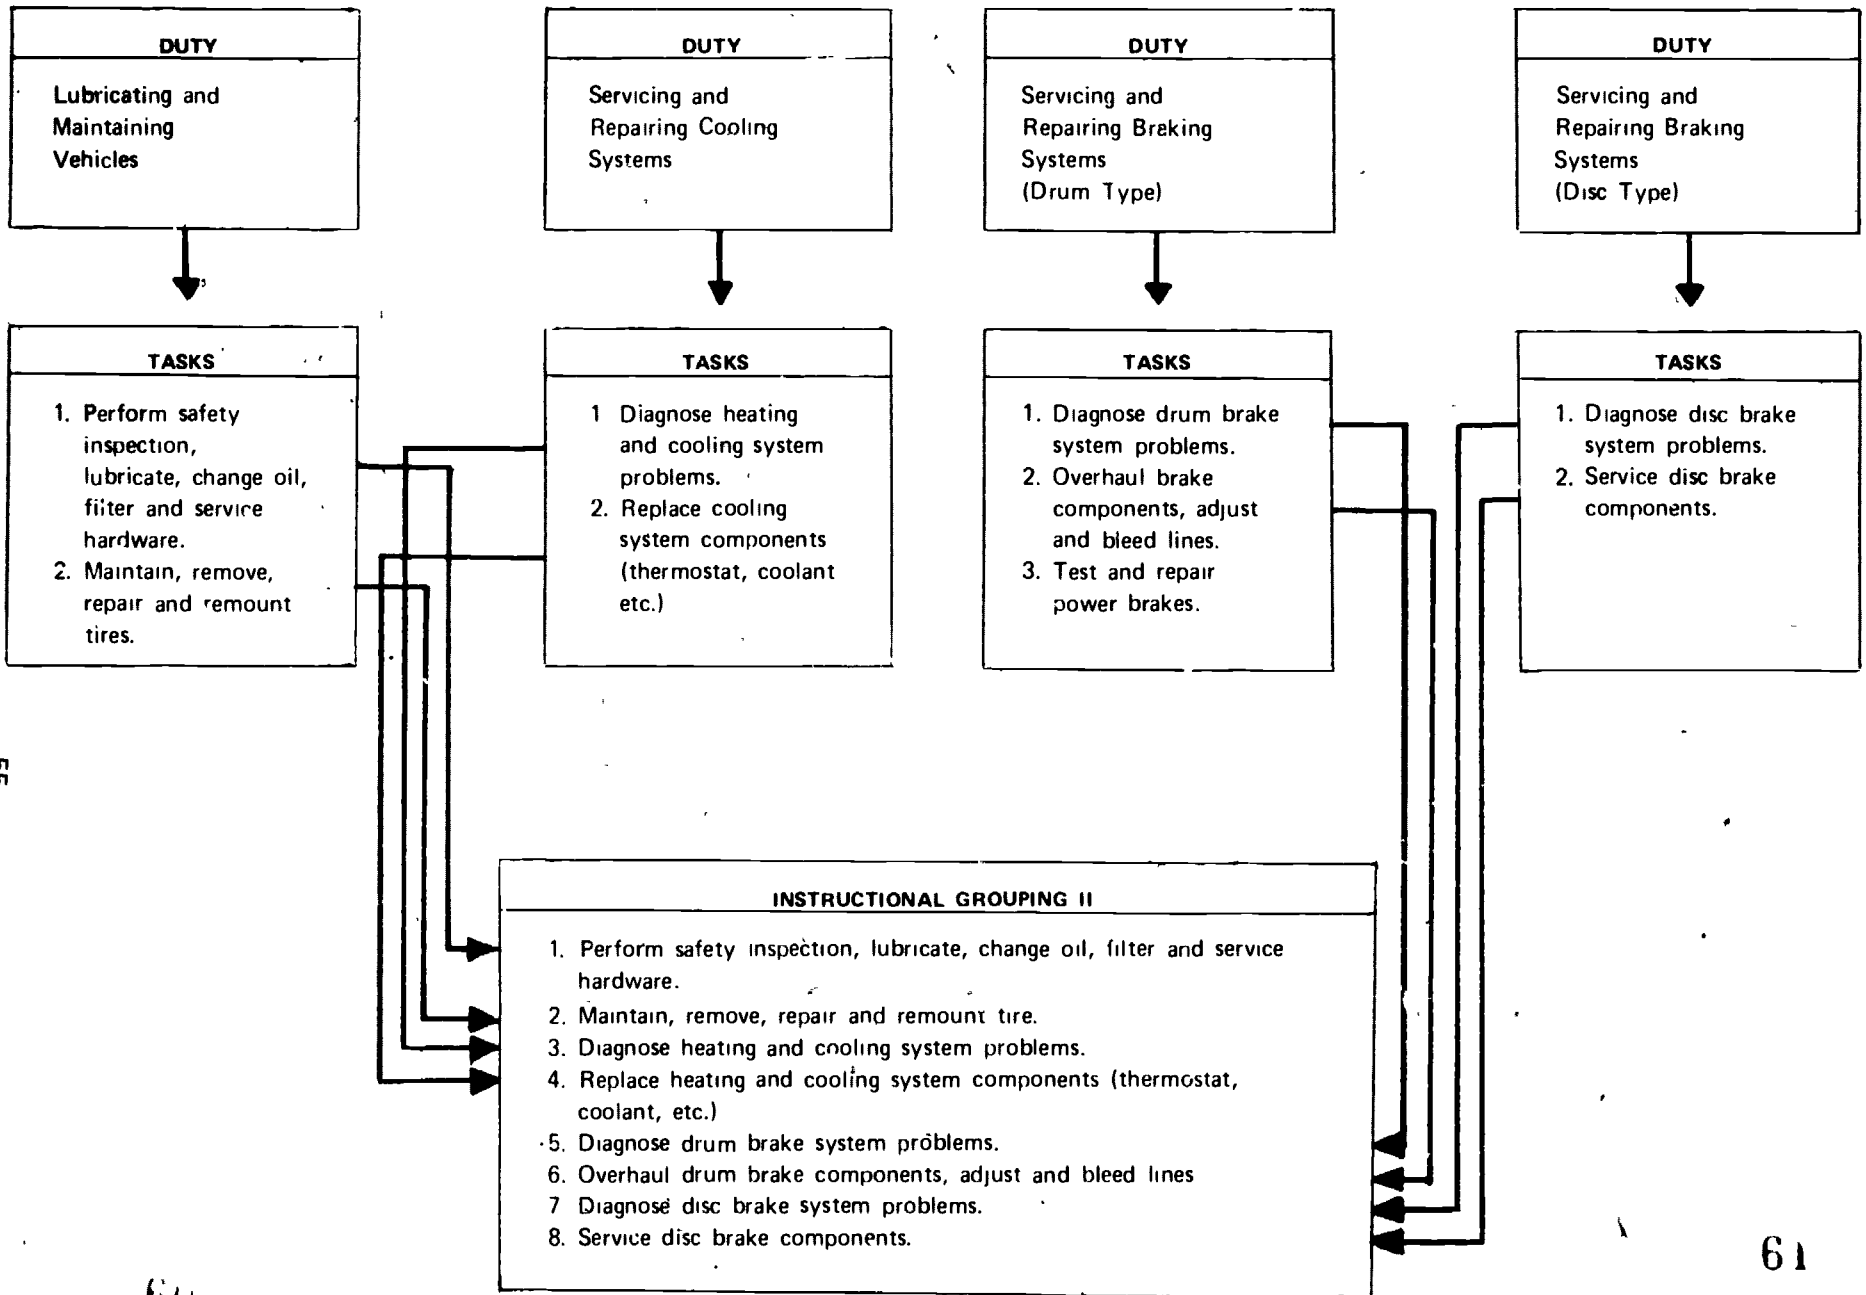 DUTY
Lubricating and
Maintaining
Vehicles
DUTY
Servicing and
Repairing Cooling
Systems
DUTY
Servicing and
Repairing Braking
Systems
(Drum Type)
DUTY
Servicing and
Repairing Braking
Systems
(Disc Type)
TASKS
1. Perform safety
inspection,
lubricate, change oil,
filter and service
hardware.
2. Maintain, remove,
repair and remount
tires.
TASKS
1 Diagnose heating
and cooling system
problems.
2. Replace cooling
system components
(thermostat, coolant
etc.)
TASKS
1. Diagnose drum brake
system problems.
2. Overhaul brake
components, adjust
and bleed lines.
3. Test and repair
power brakes.
TASKS
1. Diagnose disc brake
system problems.
2. Service disc brake
components.
55
INSTRUCTIONAL GROUPING II
1. Perform safety inspection, lubricate, change oil, filter and service
hardware.
2. Maintain, remove, repair and remount tire.
3. Diagnose heating and cooling system problems.
4. Replace heating and cooling system components (thermostat,
coolant, etc.)
5. Diagnose drum brake system problems.
6. Overhaul drum brake components, adjust and bleed lines
7 Diagnose disc brake system problems.
8. Service disc brake components.
61